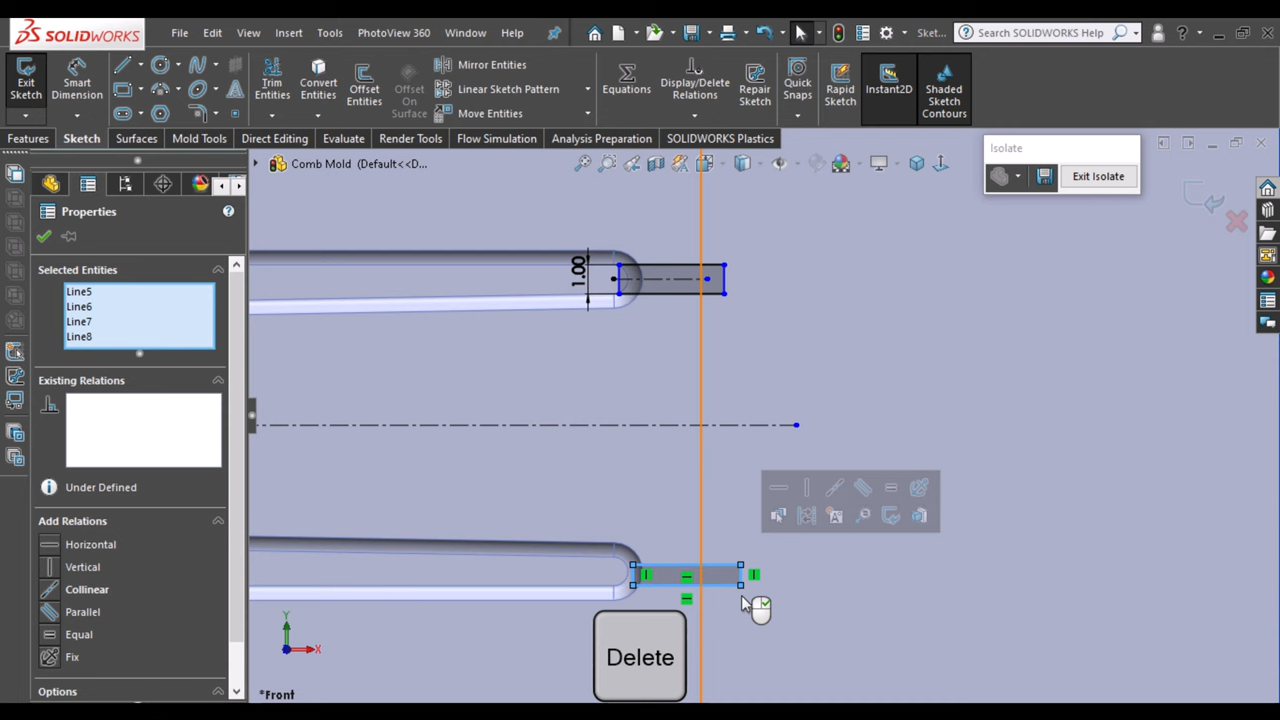 SOLIDWORKS
File Edit View Insert Tools PhotoView 360 Window Help
Sket...
Search SOLIDWORKS Help
Exit Sketch
Smart Dimension
Trim Entities
Convert Entities
Offset Entities
Offset On Surface
Mirror Entities
Linear Sketch Pattern
Move Entities
Equations
Display/Delete Relations
Repair Sketch
Quick Snaps
Rapid Sketch
Instant2D
Shaded Sketch Contours
Features Sketch Surfaces Mold Tools Direct Editing Evaluate Render Tools Flow Simulation Analysis Preparation SOLIDWORKS Plastics
Comb Mold (Default<<D...
Isolate
Exit Isolate
Properties
Selected Entities
Line5
Line6
Line7
Line8
Existing Relations
Under Defined
Add Relations
Horizontal
Vertical
Collinear
Parallel
Equal
Fix
Options
1.00
Delete
Y
X
*Front